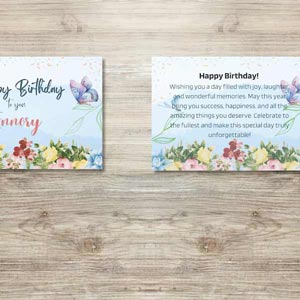 py Birthday
to you
Happy Birthday!
Wishing you a day filled with joy, laughter,
and wonderful memories. May this year
bring you success, happiness, and all the
amazing things you deserve. Celebrate to
the fullest and make this special day truly
unforgettable!